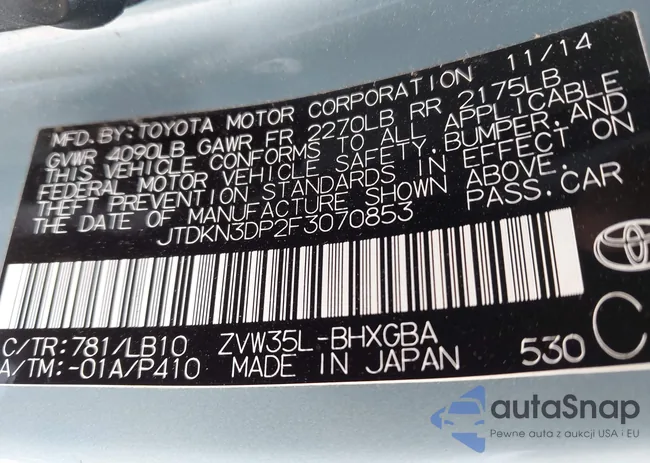 MFD. BY: TOYOTA MOTOR CORPORATION 11/14
GVWR 4090LB GAWR FR 2270LB RR 2175LB
THIS VEHICLE CONFORMS TO ALL APPLICABLE
FEDERAL MOTOR VEHICLE SAFETY, BUMPER, AND
THEFT PREVENTION STANDARDS IN EFFECT ON
DATE OF MANUFACTURE SHOWN ABOVE.
JTDKN3DP2F3070853 PASS. CAR
C/TR: 781/LB10 ZVW35L-BHXGBA
A/TM: -01A/P410 MADE IN JAPAN 530 C
autaSnap
Pewne auta z aukcji USA i EU